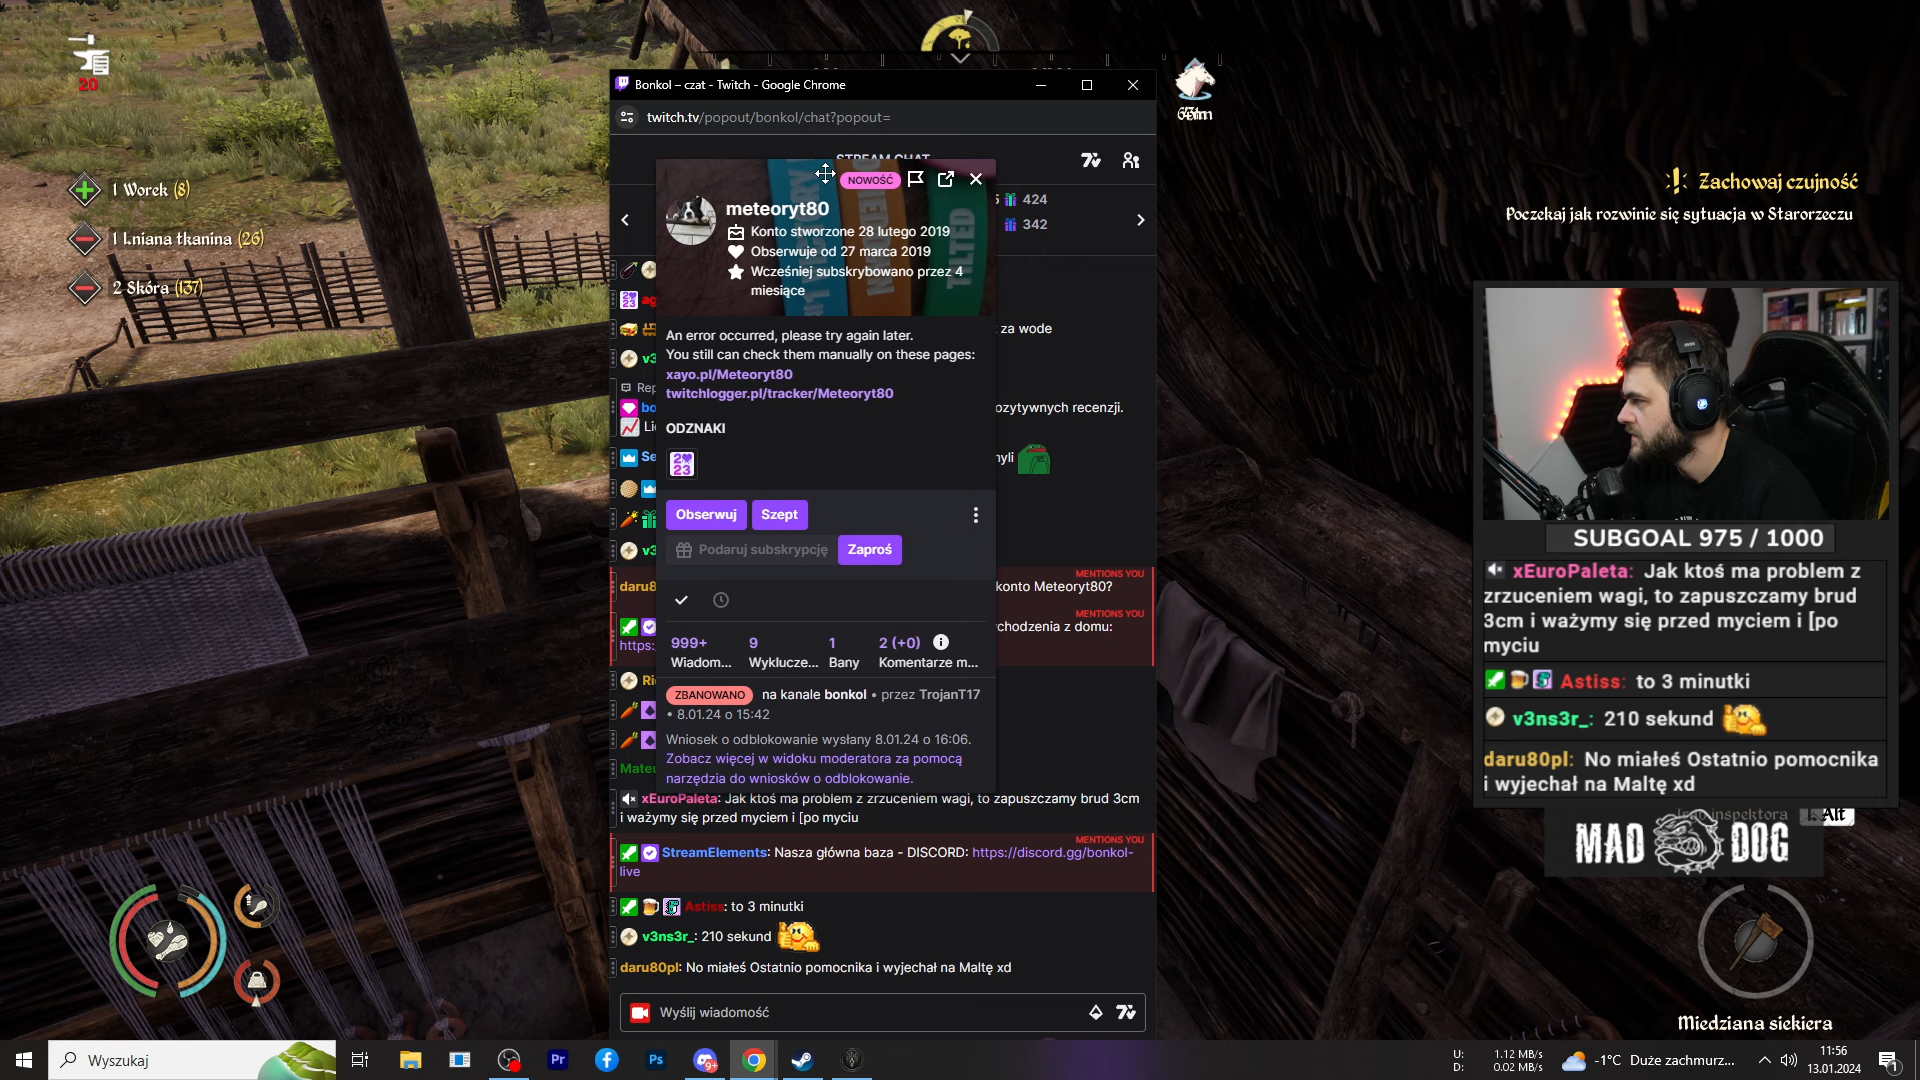 20
1 Worek (8)
1 Lniana tkanina (26)
2 Skóra (137)
Bonkol – czat - Twitch - Google Chrome
twitch.tv/popout/bonkol/chat?popout=
STREAM CHAT
424
342
NOWOŚĆ
meteoryt80
Konto stworzone 28 lutego 2019
Obserwuje od 27 marca 2019
Wcześniej subskrybowano przez 4
miesiące
An error occurred, please try again later.
You still can check them manually on these pages:
xayo.pl/Meteoryt80
twitchlogger.pl/tracker/Meteoryt80
ODZNAKI
Obserwuj
Szept
Podaruj subskrypcję
Zaproś
999+
9
1
2 (+0)
Wiadom...
Wyklucze...
Bany
Komentarze m...
ZBANOWANO na kanale bonkol • przez TrojanT17
• 8.01.24 o 15:42
Wniosek o odblokowanie wysłany 8.01.24 o 16:06.
Zobacz więcej w widoku moderatora za pomocą
narzędzia do wniosków o odblokowanie.
za wode
Rep
ozytywnych recenzji.
MENTIONS YOU
daru8
konto Meteoryt80?
MENTIONS YOU
chodzenia z domu:
https:
xEuroPaleta: Jak ktoś ma problem z zrzuceniem wagi, to zapuszczamy brud 3cm
i ważymy się przed myciem i [po myciu
MENTIONS YOU
StreamElements: Nasza główna baza - DISCORD: https://discord.gg/bonkol-
live
Astiss: to 3 minutki
v3ns3r_: 210 sekund
daru80pl: No miałeś Ostatnio pomocnika i wyjechał na Maltę xd
Wyślij wiadomość
Zachowaj czujność
Poczekaj jak rozwinie się sytuacja w Starorzeczu
SUBGOAL 975 / 1000
xEuroPaleta: Jak ktoś ma problem z
zrzuceniem wagi, to zapuszczamy brud
3cm i ważymy się przed myciem i [po
myciu
Astiss: to 3 minutki
v3ns3r_: 210 sekund
daru80pl: No miałeś Ostatnio pomocnika
i wyjechał na Maltę xd
inspektora
Alt
MAD DOG
Miedziana siekiera
Wyszukaj
Pr
Ps
9+
U: 1.12 MB/s
D: 0.02 MB/s
-1°C Duże zachmurz...
11:56
13.01.2024
1